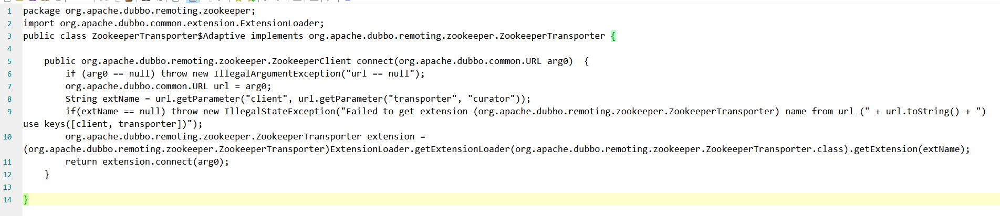 1 package org.apache.dubbo.remoting.zookeeper;
2 import org.apache.dubbo.common.extension.ExtensionLoader;
3 public class ZookeeperTransporter$Adaptive implements org.apache.dubbo.remoting.zookeeper.ZookeeperTransporter {
4
5     public org.apache.dubbo.remoting.zookeeper.ZookeeperClient connect(org.apache.dubbo.common.URL arg0)  {
6         if (arg0 == null) throw new IllegalArgumentException("url == null");
7         org.apache.dubbo.common.URL url = arg0;
8         String extName = url.getParameter("client", url.getParameter("transporter", "curator"));
9         if(extName == null) throw new IllegalStateException("Failed to get extension (org.apache.dubbo.remoting.zookeeper.ZookeeperTransporter) name from url (" + url.toString() + ")
use keys([client, transporter])");
10         org.apache.dubbo.remoting.zookeeper.ZookeeperTransporter extension =
(org.apache.dubbo.remoting.zookeeper.ZookeeperTransporter)ExtensionLoader.getExtensionLoader(org.apache.dubbo.remoting.zookeeper.ZookeeperTransporter.class).getExtension(extName);
11         return extension.connect(arg0);
12     }
13
14 }